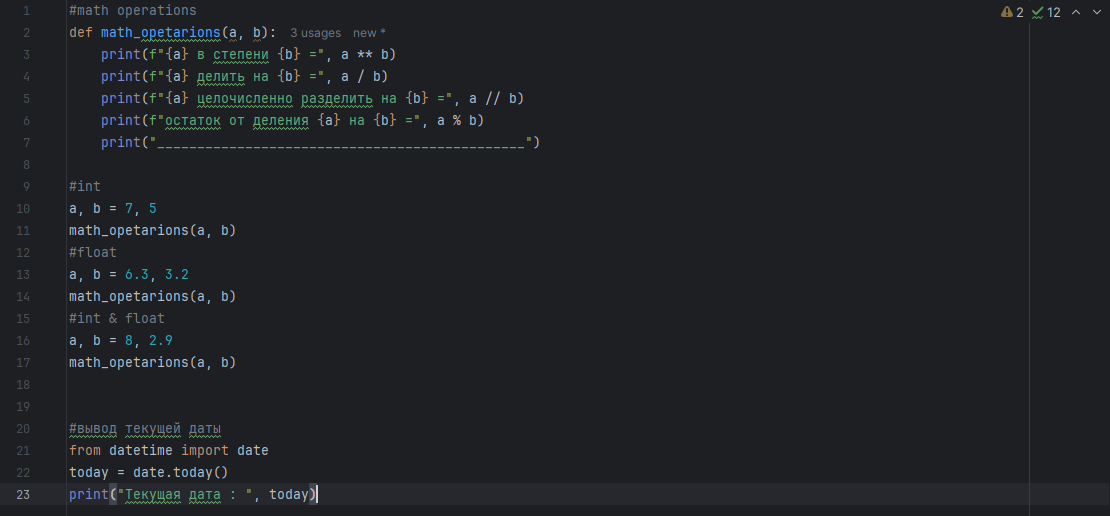 2 12
1 #math operations
2 def math_opetarions(a, b): 3 usages new *
3 print(f"{a} в степени {b} =", a ** b)
4 print(f"{a} делить на {b} =", a / b)
5 print(f"{a} целочисленно разделить на {b} =", a // b)
6 print(f"остаток от деления {a} на {b} =", a % b)
7 print("______________________________________________")
8
9 #int
10 a, b = 7, 5
11 math_opetarions(a, b)
12 #float
13 a, b = 6.3, 3.2
14 math_opetarions(a, b)
15 #int & float
16 a, b = 8, 2.9
17 math_opetarions(a, b)
18
19
20 #вывод текущей даты
21 from datetime import date
22 today = date.today()
23 print("Текущая дата : ", today)